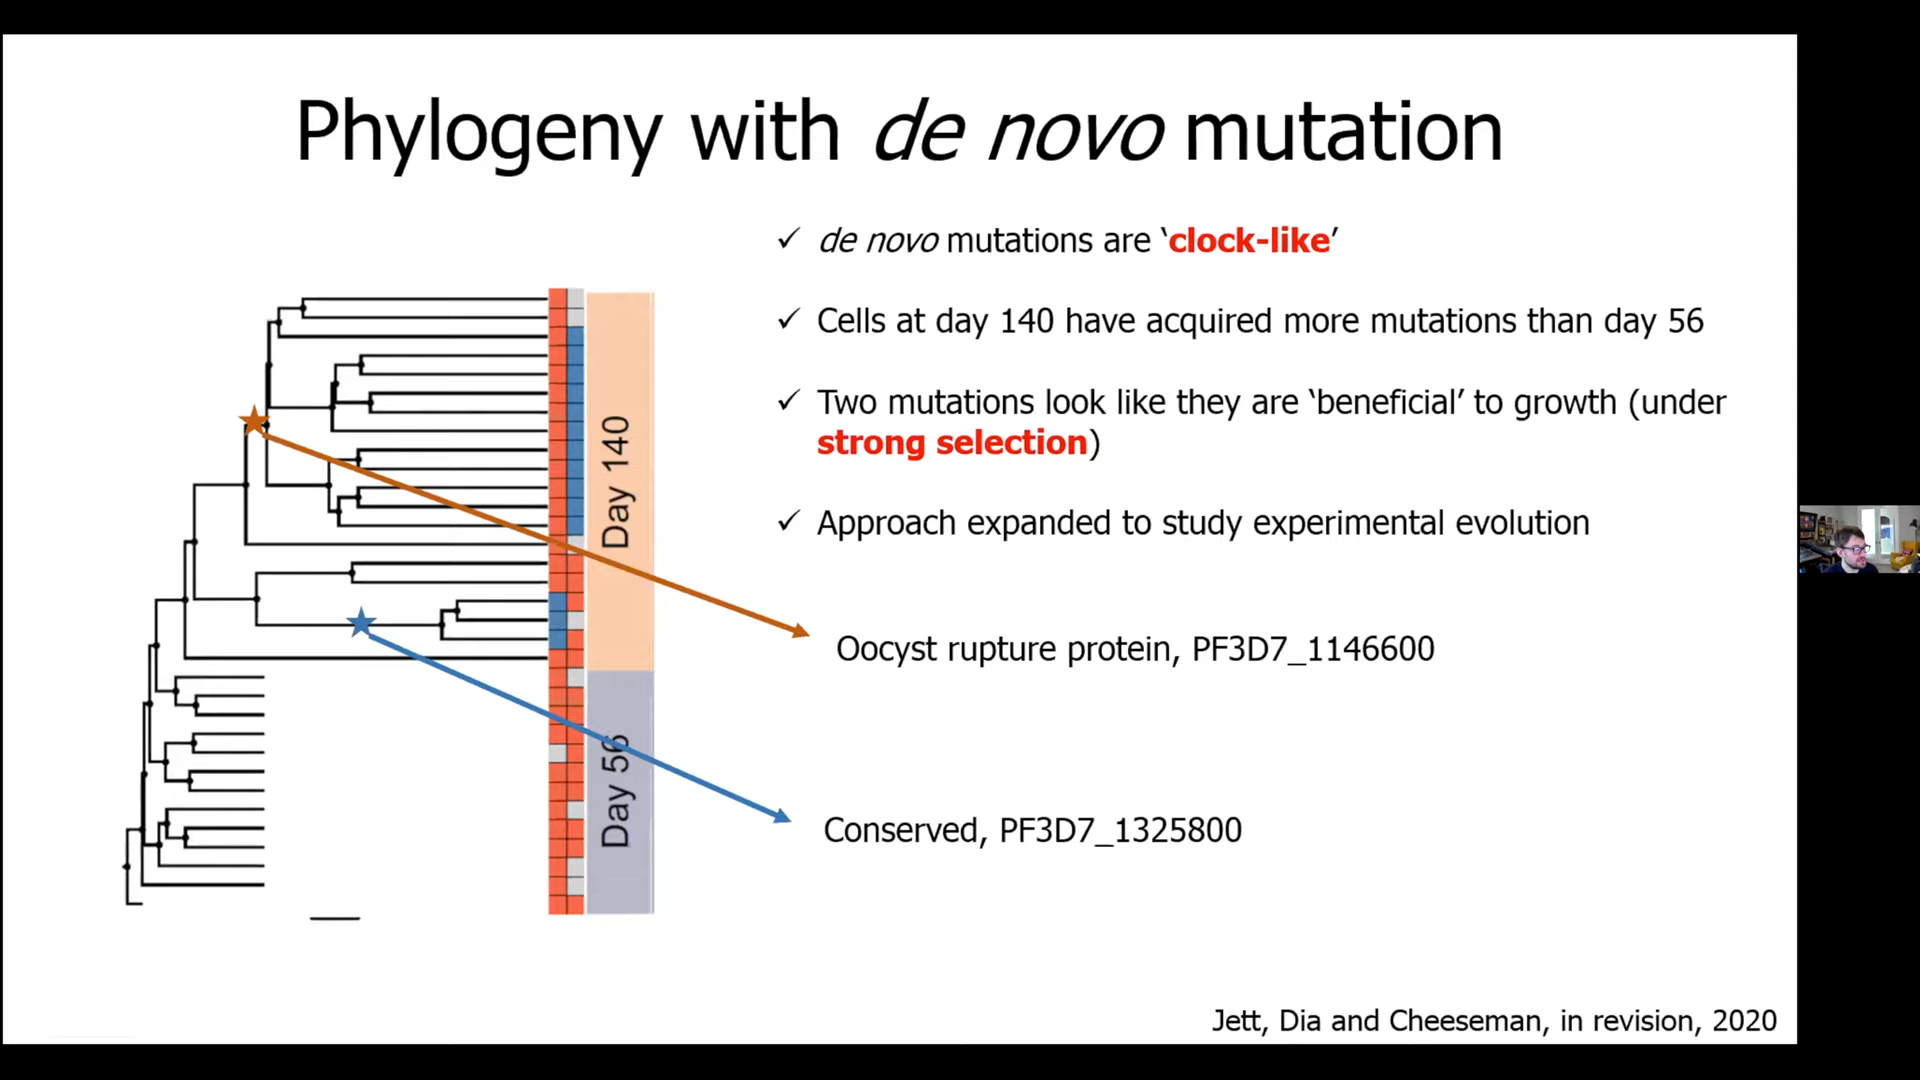 Phylogeny with de novo mutation
✓ de novo mutations are ‘clock-like’
✓ Cells at day 140 have acquired more mutations than day 56
✓ Two mutations look like they are ‘beneficial’ to growth (under
strong selection)
✓ Approach expanded to study experimental evolution
Day 140
Day 56
Oocyst rupture protein, PF3D7_1146600
Conserved, PF3D7_1325800
Jett, Dia and Cheeseman, in revision, 2020